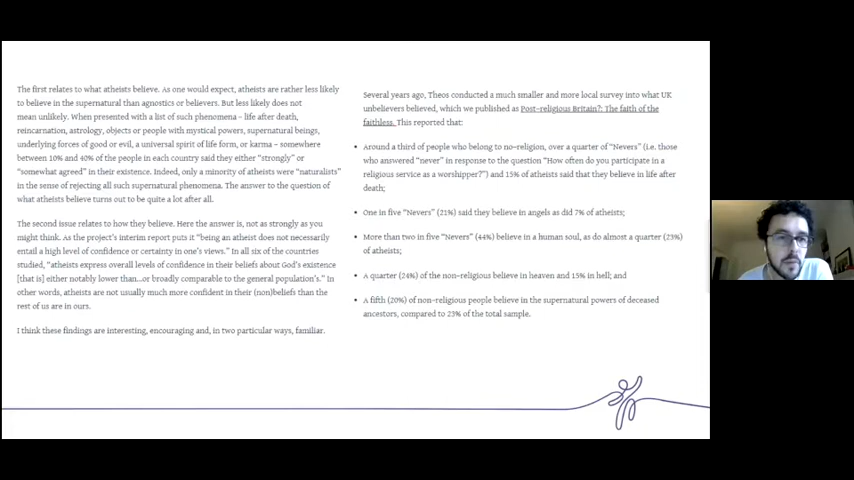 The first relates to what atheists believe. As one would expect, atheists are rather less likely
to believe in the supernatural than agnostics or believers. But less likely does not
mean unlikely. When presented with a list of such phenomena – life after death,
reincarnation, astrology, objects or people with mystical powers, supernatural beings,
underlying forces of good or evil, a universal spirit of life form, or karma – somewhere
between 10% and 40% of the people in each country said they either “strongly” or
“somewhat agreed” in their existence. Indeed, only a minority of atheists were “naturalists”
in the sense of rejecting all such supernatural phenomena. The answer to the question of
what atheists believe turns out to be quite a lot after all.
The second issue relates to how they believe. Here the answer is, not as strongly as you
might think. As the project's interim report puts it “being an atheist does not necessarily
entail a high level of confidence or certainty in one's views.” In all six of the countries
studied, “atheists express overall levels of confidence in their beliefs about God's existence
[that is] either notably lower than...or broadly comparable to the general population's.” In
other words, atheists are not usually much more confident in their (non)beliefs than the
rest of us are in ours.
I think these findings are interesting, encouraging and, in two particular ways, familiar.
Several years ago, Theos conducted a much smaller and more local survey into what UK
unbelievers believed, which we published as Post-religious Britain?: The faith of the
faithless. This reported that:
• Around a third of people who belong to no-religion, over a quarter of “Nevers” (i.e. those
who answered “never” in response to the question “How often do you participate in a
religious service as a worshipper?”) and 15% of atheists said that they believe in life after
death;
• One in five “Nevers” (21%) said they believe in angels as did 7% of atheists;
• More than two in five “Nevers” (44%) believe in a human soul, as do almost a quarter (23%)
of atheists;
• A quarter (24%) of the non-religious believe in heaven and 15% in hell; and
• A fifth (20%) of non-religious people believe in the supernatural powers of deceased
ancestors, compared to 23% of the total sample.